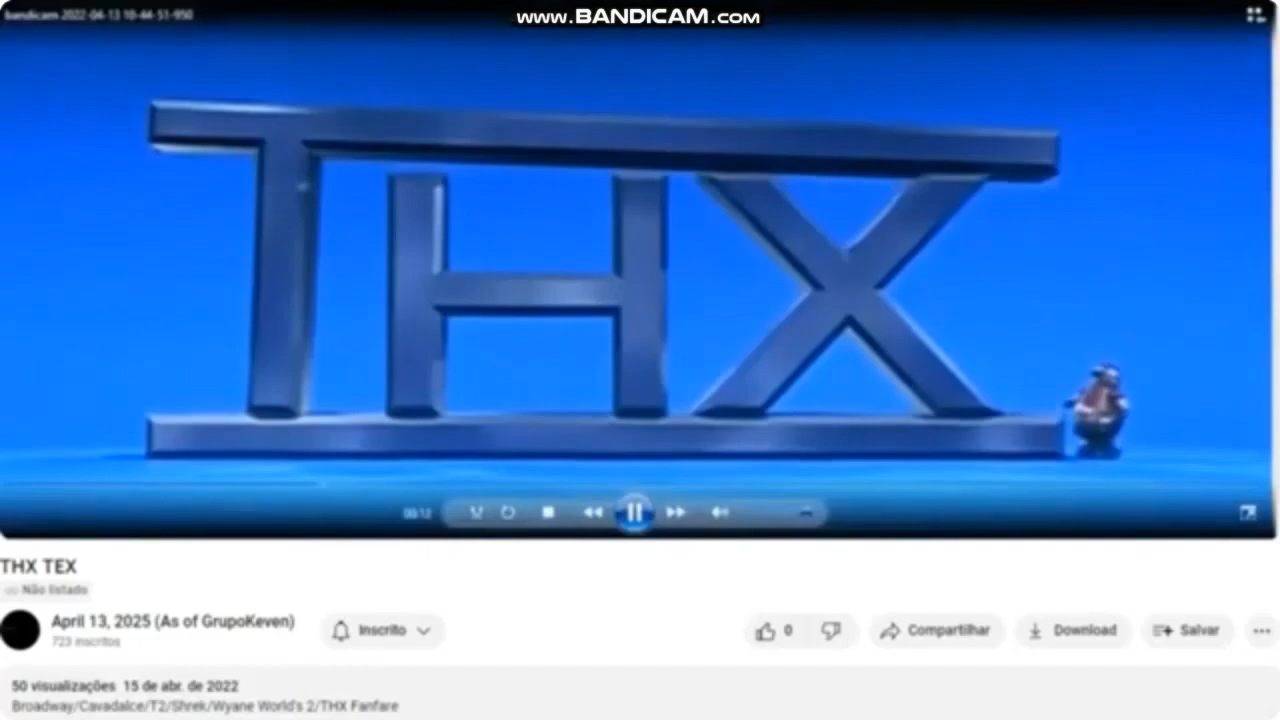 bandicam 2022-04-13 10-44-51-950
www.BANDICAM.com
THX
00:12
THX TEX
Não listado
April 13, 2025 (As of GrupoKeven)
723 inscritos
Inscrito
0
Compartilhar
Download
Salvar
50 visualizações 15 de abr. de 2022
Broadway/Cavadalce/T2/Shrek/Wyane World's 2/THX Fanfare